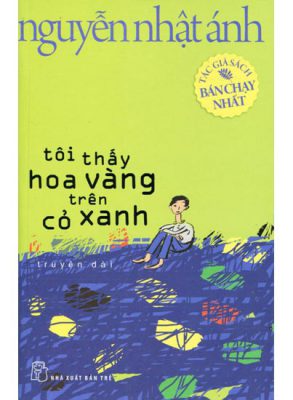 nguyễn nhật ánh
TÁC GIẢ SÁCH
BÁN CHẠY
NHẤT
tôi thấy
hoa vàng
trên
cỏ xanh
truyện dài
NHÀ XUẤT BẢN TRẺ